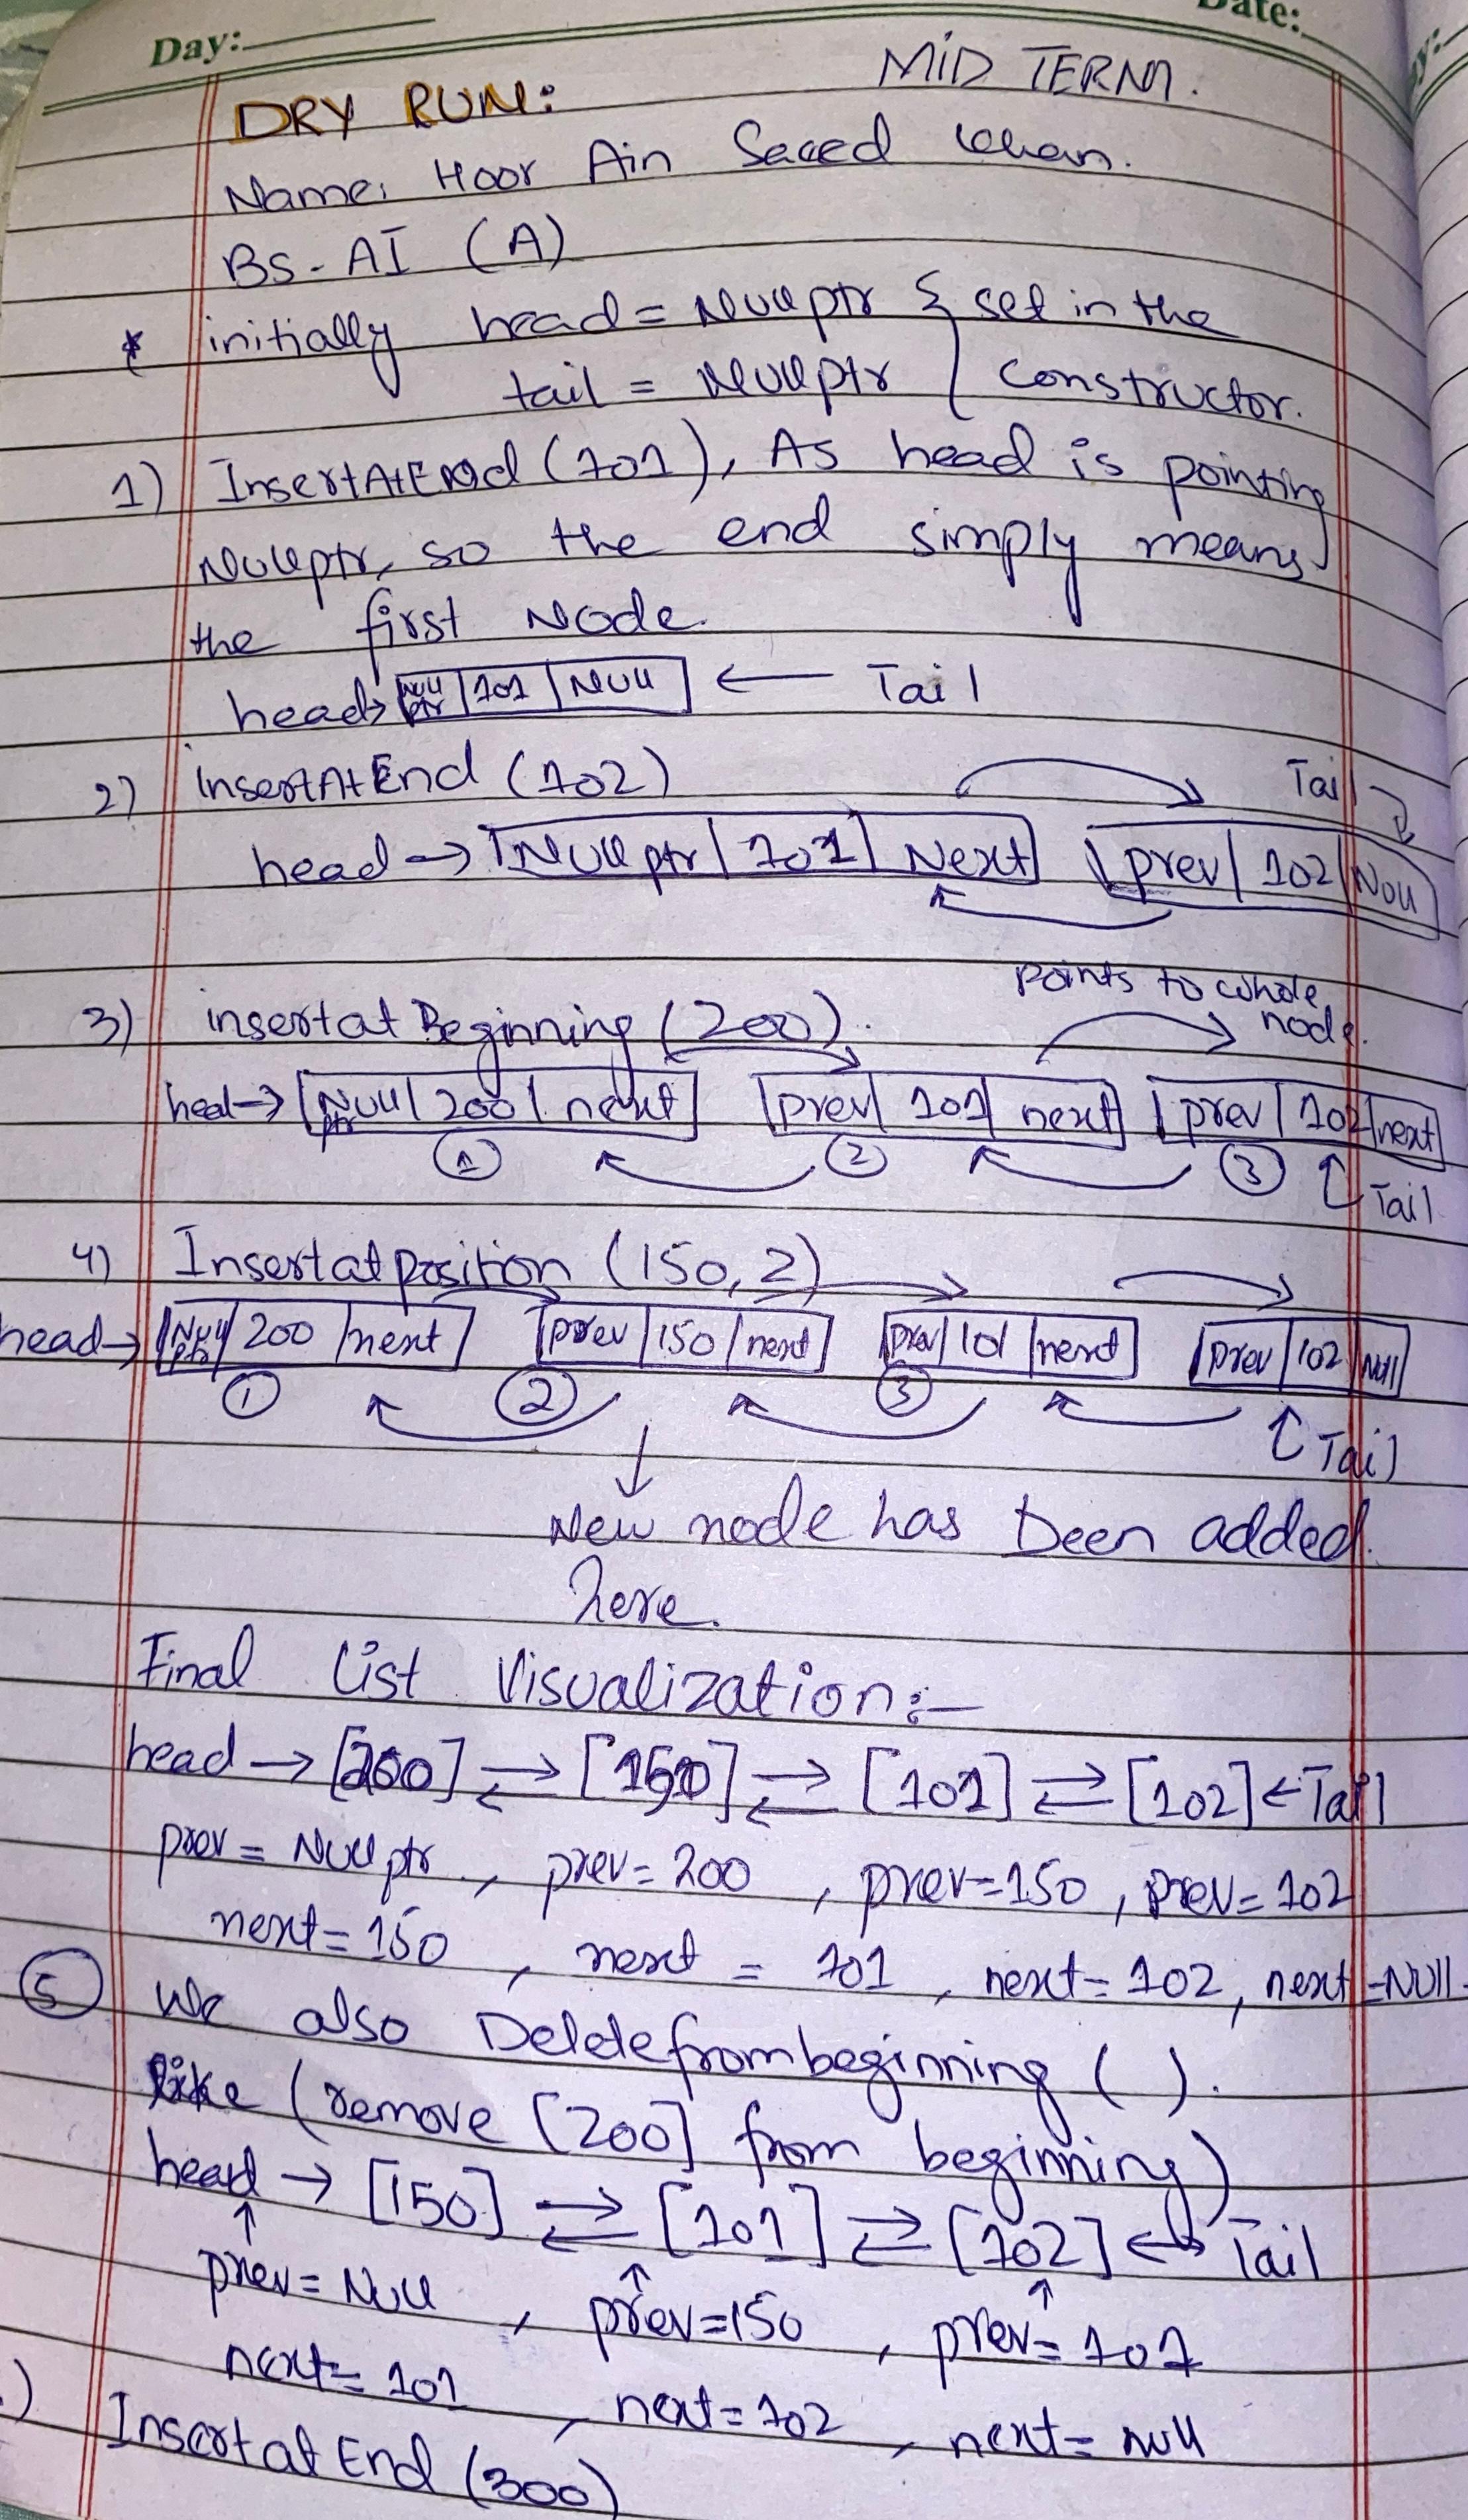 Day:
Date:
MID TERM.
DRY RUN:
Name: Hoor Ain Saeed Khan.
BS-AI (A)
* initially head = Nullptr } set in the
tail = Nullptr } constructor.
1) InsertAtEnd (101), As head is pointing
Nullptr, so the end simply means
the first Node.
head→ [Null ptr | 101 | Null] ← Tail
2) insertAtEnd (102)
Tail
head → [Nullptr | 101 | Next] [prev | 102 | Null]
points to whole
node.
3) insertat Beginning (200).
head→ [Null ptr | 200 | next] [prev | 101 | next] [prev | 102 | next]
① ② ③ Tail
4) Insertatposition (150, 2)
head→ [Null ptr | 200 | next] [prev | 150 | next] [prev | 101 | next] [prev | 102 | Null]
① ② ③ Tail
New node has been added
here.
Final List Visualization:-
head → [200] ⇄ [150] ⇄ [101] ⇄ [102] ← Tail
prev = Nullptr , prev = 200 , prev = 150 , prev = 102
next = 150 , next = 101 , next = 102, next = Null.
⑤ We also Deletefrombeginning ( ).
like (remove [200] from beginning)
head → [150] ⇄ [101] ⇄ [102] ← Tail
prev = Null , prev = 150 , prev = 101
next = 101 , next = 102 , next = null
) Insert at End (300)